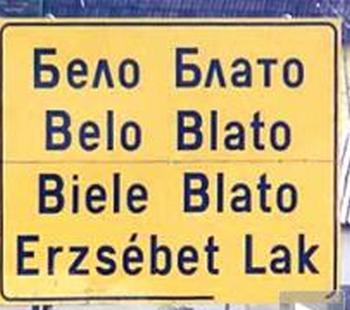 Бело Блато
Belo Blato
Biele Blato
Erzsébet Lak